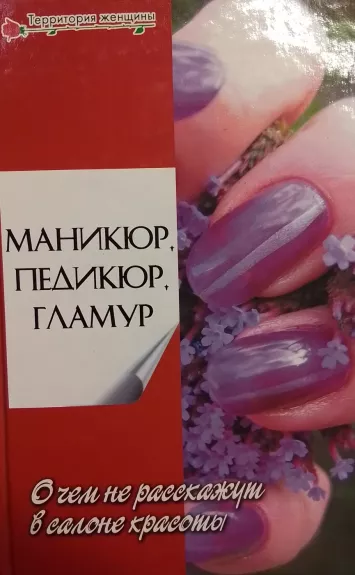 Территория женщины
МАНИКЮР,
ПЕДИКЮР,
ГЛАМУР
О чем не расскажут
в салоне красоты